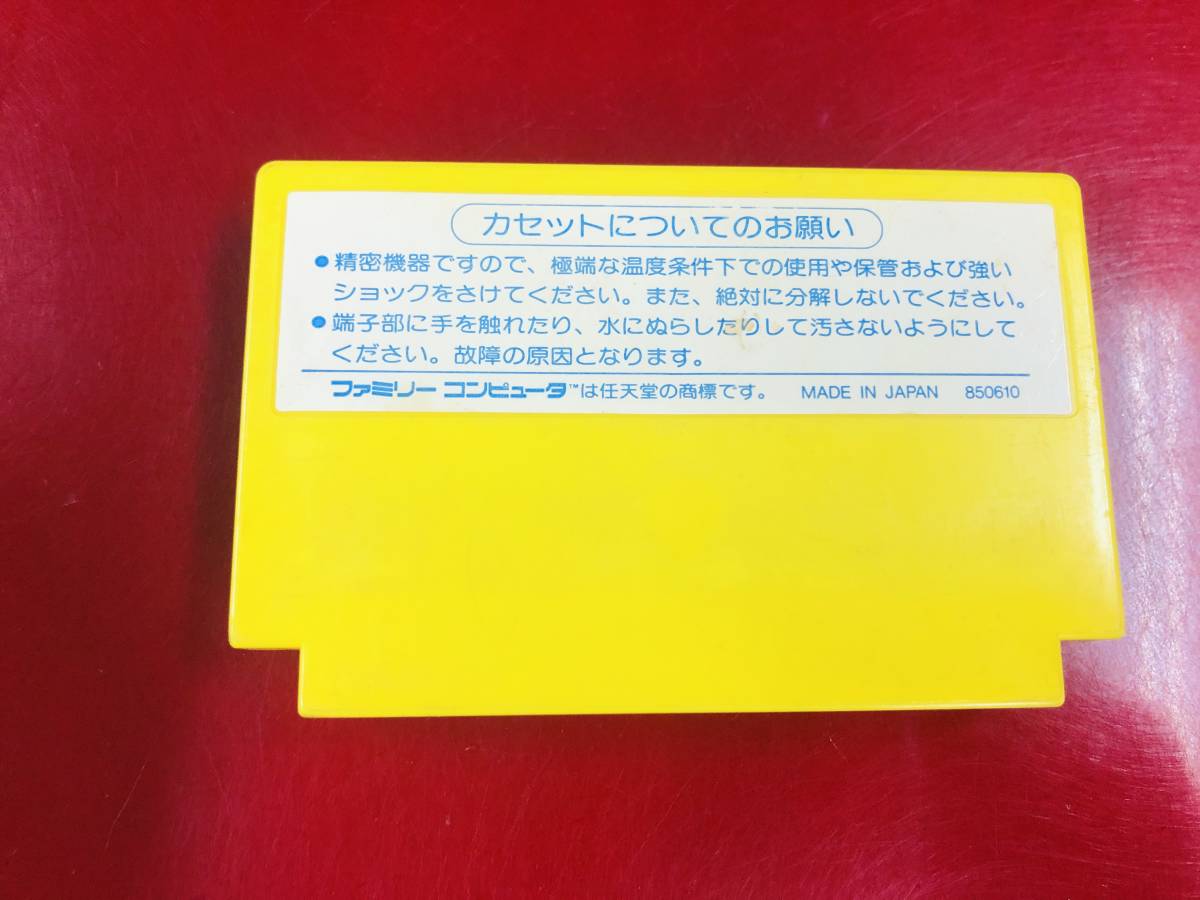 カセットについてのお願い
●精密機器ですので、極端な温度条件下での使用や保管および強い
ショックをさけてください。また、絶対に分解しないでください。
●端子部に手を触れたり、水にぬらしたりして汚さないようにして
ください。故障の原因となります。
ファミリー コンピュータ™は任天堂の商標です。 MADE IN JAPAN 850610